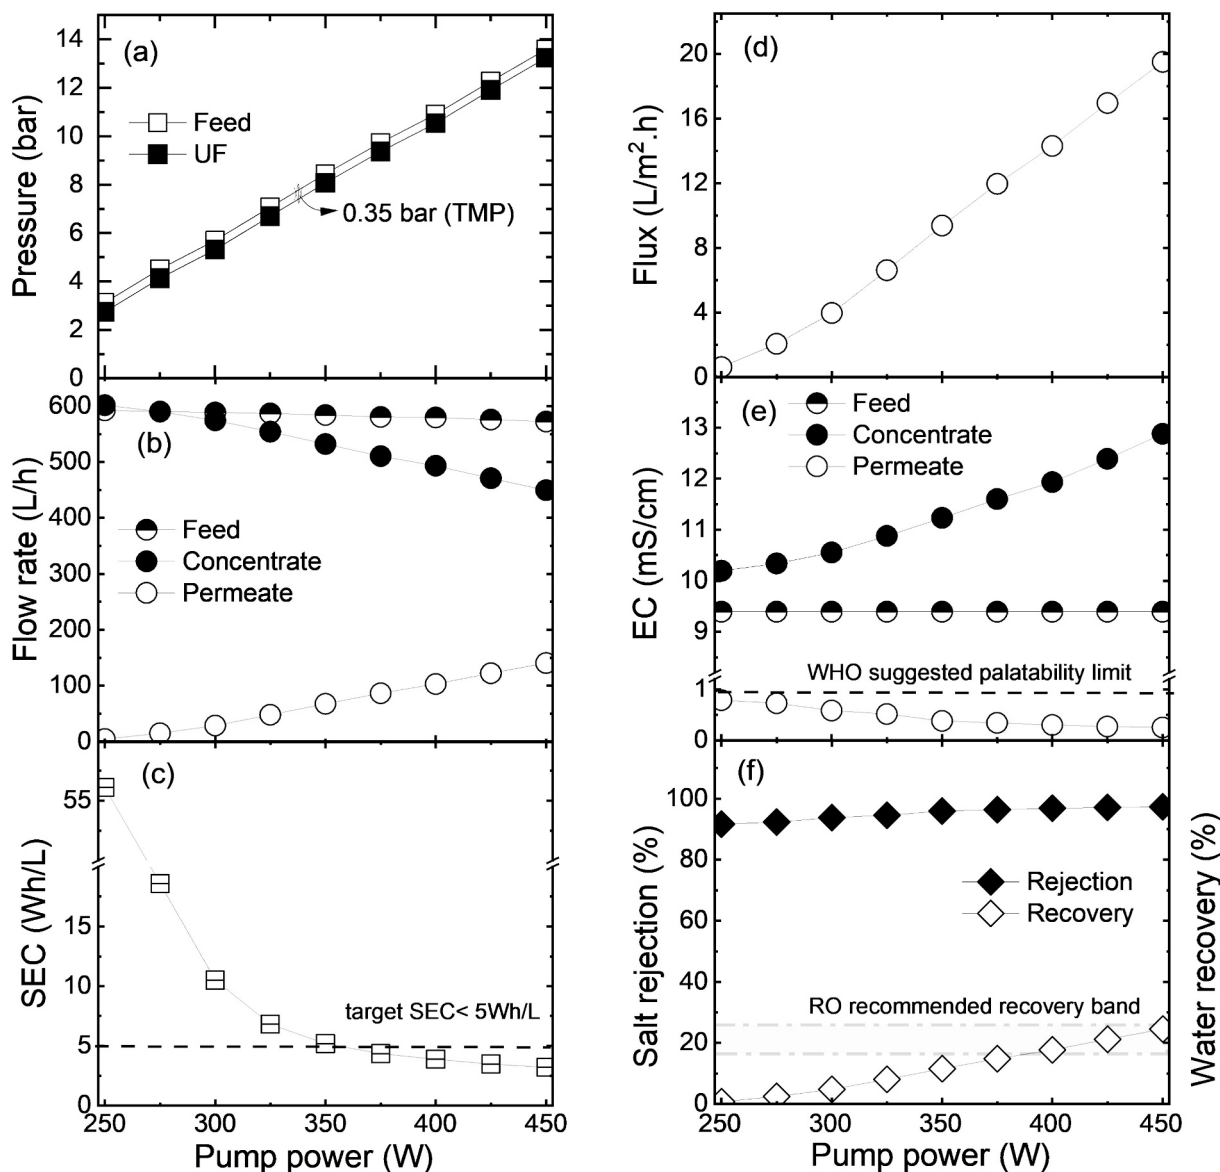 (a)
Pressure (bar)
14
12
10
8
6
4
2
0
Feed
UF
0.35 bar (TMP)
(b)
Flow rate (L/h)
600
500
400
300
200
100
0
Feed
Concentrate
Permeate
(c)
SEC (Wh/L)
55
15
10
5
0
target SEC< 5Wh/L
250 300 350 400 450
Pump power (W)
(d)
Flux (L/m².h)
20
16
12
8
4
0
(e)
EC (mS/cm)
13
12
11
10
9
1
0
Feed
Concentrate
Permeate
WHO suggested palatability limit
(f)
Salt rejection (%)
100
80
60
40
20
0
Rejection
Recovery
RO recommended recovery band
Water recovery (%)
250 300 350 400 450
Pump power (W)